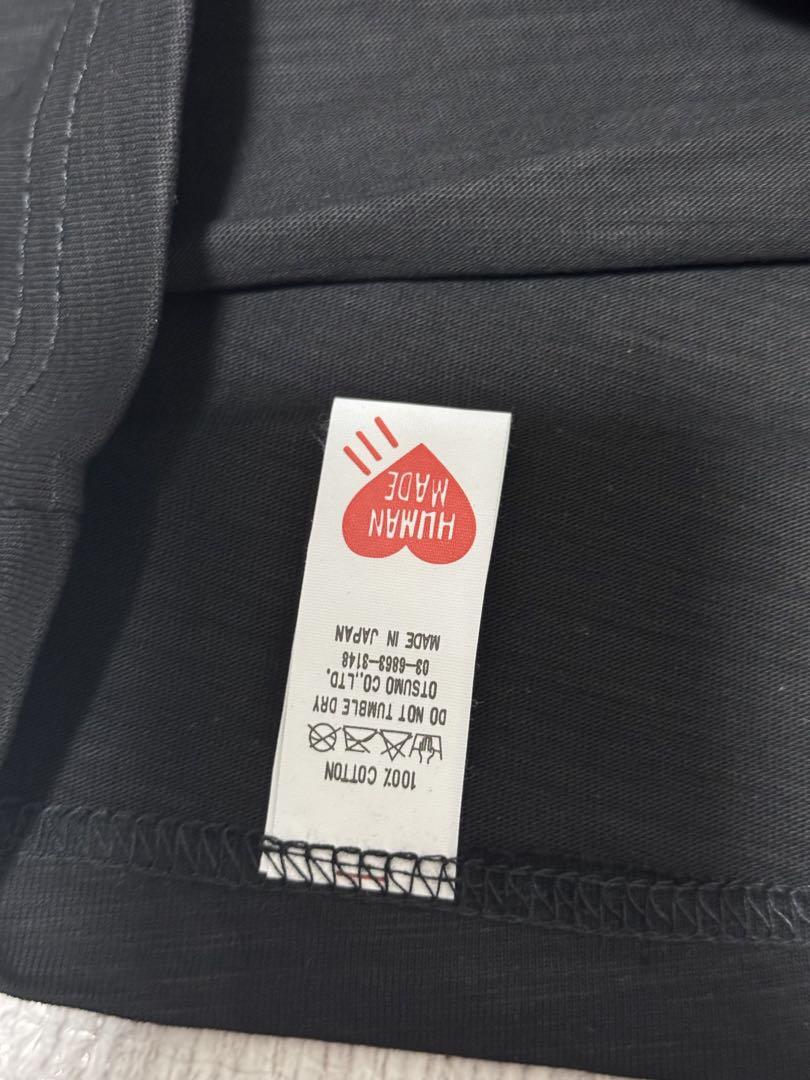 100% COTTON
DO NOT TUMBLE DRY
OTSUMO CO.,LTD.
03-6863-3148
MADE IN JAPAN
HUMAN
MADE